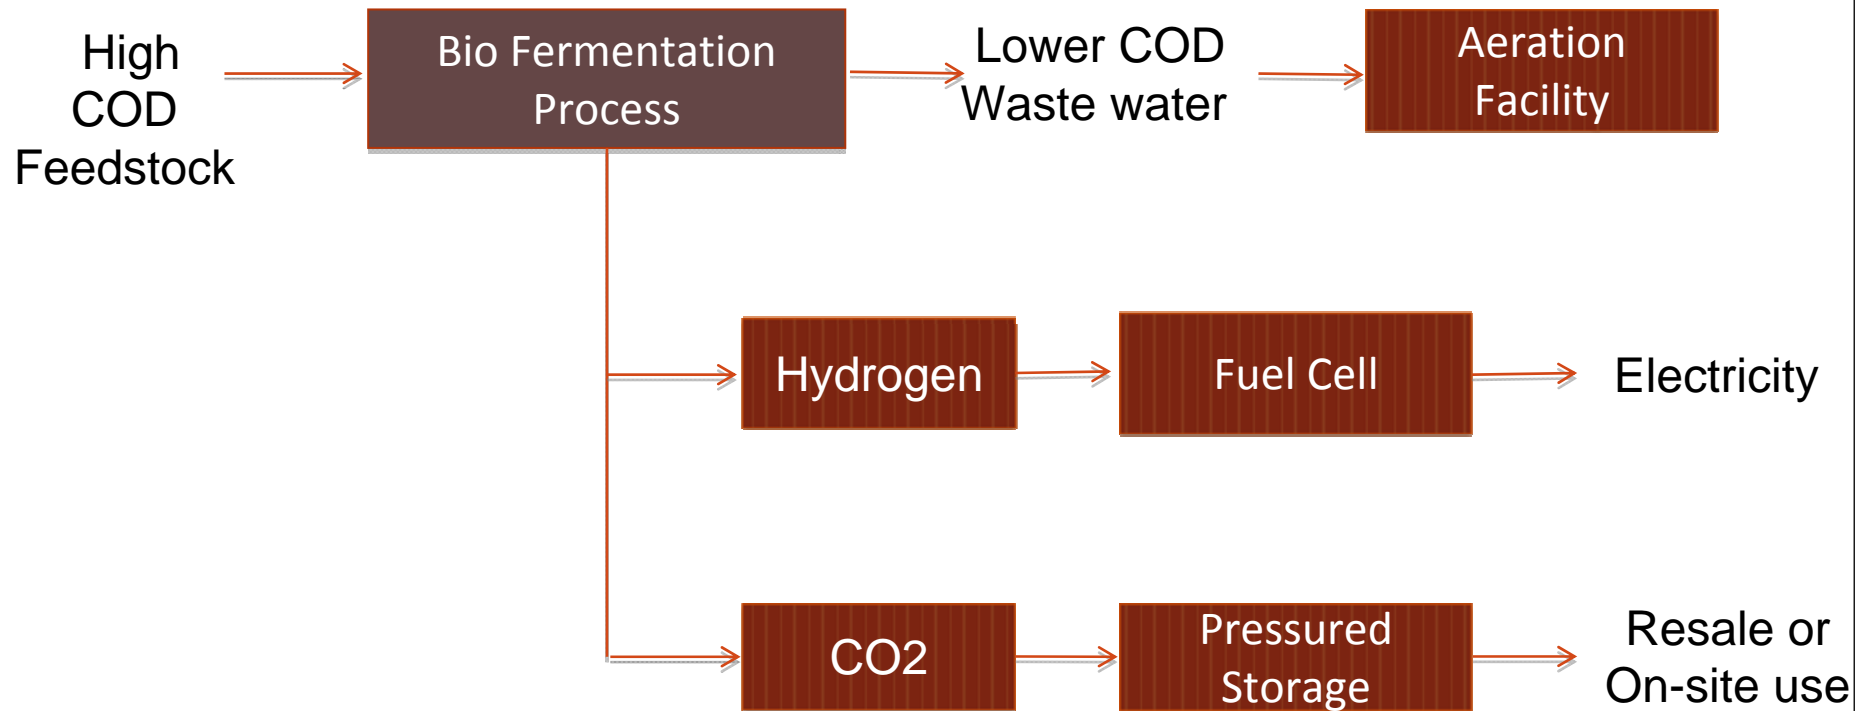 High
COD
Feedstock
Bio Fermentation
Process
Lower COD
Waste water
Aeration
Facility
Hydrogen
Fuel Cell
Electricity
CO2
Pressured
Storage
Resale or
On-site use